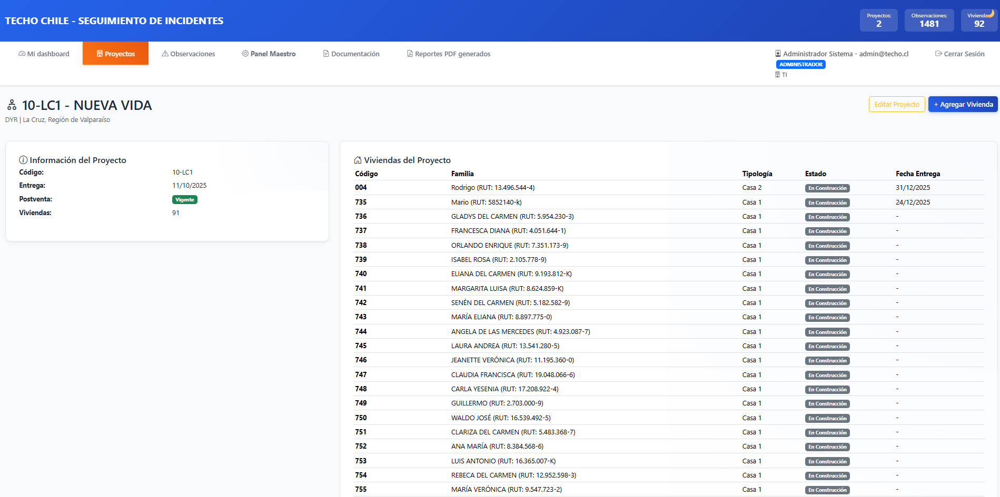 TECHO CHILE - SEGUIMIENTO DE INCIDENTES
Proyectos:
2
Observaciones:
1481
92
Mi dashboard
Proyectos
Observaciones
Panel Maestro
Documentación
Reportes PDF generados
Administrador Sistema - admin@techo.cl
ADMINISTRADOR
TI
Cerrar Sesión
10-LC1 - NUEVA VIDA
DYR | La Cruz, Región de Valparaíso
Editar Proyecto
+ Agregar Vivienda
Información del Proyecto
Código: 10-LC1
Entrega: 11/10/2025
Postventa: Vigente
Viviendas: 91
Viviendas del Proyecto
Código Familia Tipología Estado Fecha Entrega
004 Rodrigo (RUT: 13.496.544-4) Casa 2 En Construcción 31/12/2025
735 Mario (RUT: 5852140-k) Casa 1 En Construcción 24/12/2025
736 GLADYS DEL CARMEN (RUT: 5.954.230-3) Casa 1 En Construcción -
737 FRANCESCA DIANA (RUT: 4.051.644-1) Casa 1 En Construcción -
738 ORLANDO ENRIQUE (RUT: 7.351.173-9) Casa 1 En Construcción -
739 ISABEL ROSA (RUT: 2.105.778-9) Casa 1 En Construcción -
740 ELIANA DEL CARMEN (RUT: 9.193.812-K) Casa 1 En Construcción -
741 MARGARITA LUISA (RUT: 8.624.859-K) Casa 1 En Construcción -
742 SENÉN DEL CARMEN (RUT: 5.182.582-9) Casa 1 En Construcción -
743 MARÍA ELIANA (RUT: 8.897.775-0) Casa 1 En Construcción -
744 ANGELA DE LAS MERCEDES (RUT: 4.923.087-7) Casa 1 En Construcción -
745 LAURA ANDREA (RUT: 13.541.280-5) Casa 1 En Construcción -
746 JEANETTE VERÓNICA (RUT: 11.195.360-0) Casa 1 En Construcción -
747 CLAUDIA FRANCISCA (RUT: 19.048.066-6) Casa 1 En Construcción -
748 CARLA YESENIA (RUT: 17.208.922-4) Casa 1 En Construcción -
749 GUILLERMO (RUT: 2.703.000-9) Casa 1 En Construcción -
750 WALDO JOSÉ (RUT: 16.539.492-5) Casa 1 En Construcción -
751 CLARIZA DEL CARMEN (RUT: 5.483.368-7) Casa 1 En Construcción -
752 ANA MARÍA (RUT: 8.384.568-6) Casa 1 En Construcción -
753 LUIS ANTONIO (RUT: 16.365.007-K) Casa 1 En Construcción -
754 REBECA DEL CARMEN (RUT: 12.952.598-3) Casa 1 En Construcción -
755 MARÍA VERÓNICA (RUT: 9.547.723-2) Casa 1 En Construcción -